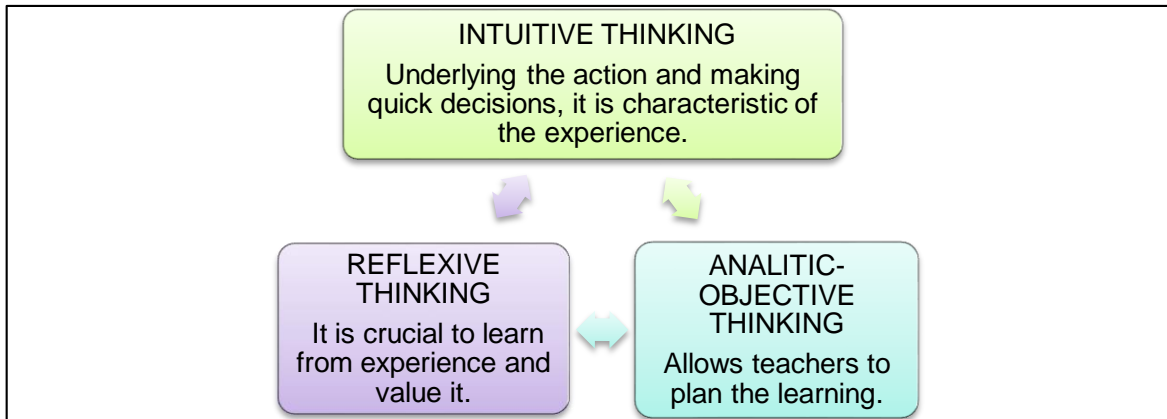 INTUITIVE THINKING
Underlying the action and making
quick decisions, it is characteristic of
the experience.
REFLEXIVE
THINKING
It is crucial to learn
from experience and
value it.
ANALITIC-
OBJECTIVE
THINKING
Allows teachers to
plan the learning.